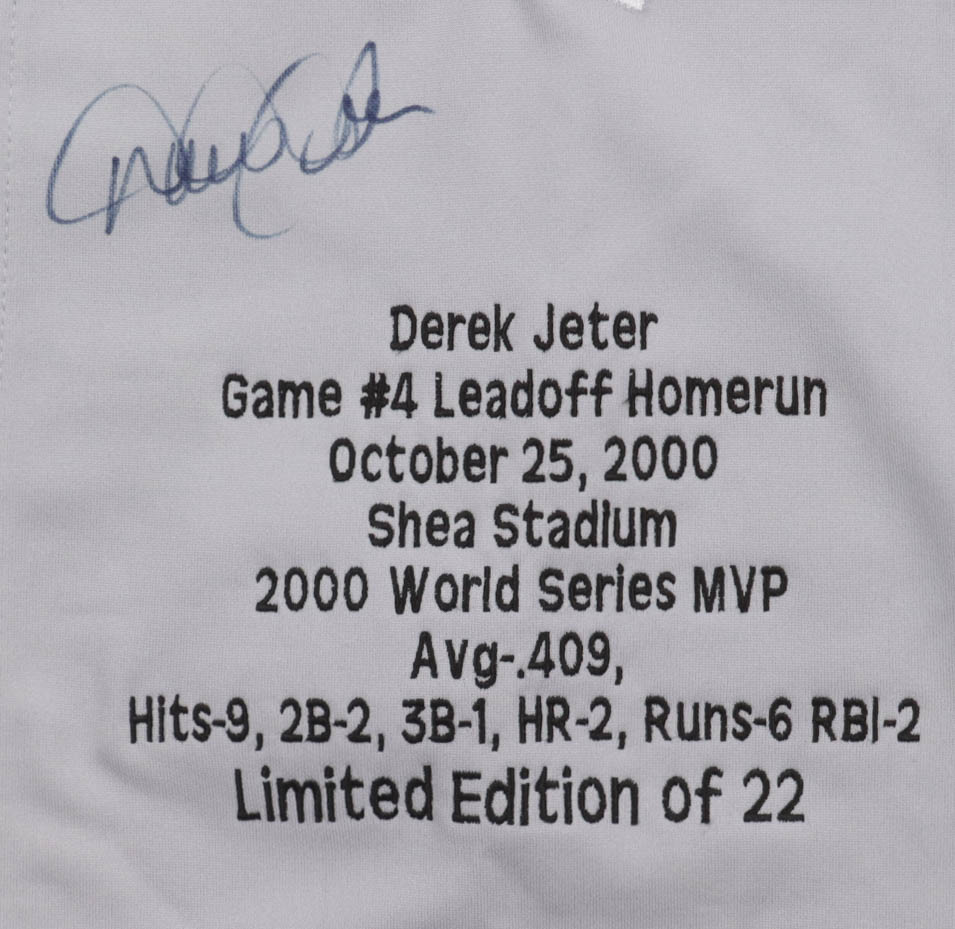 Derek Jeter
Game #4 Leadoff Homerun
October 25, 2000
Shea Stadium
2000 World Series MVP
Avg-.409,
Hits-9, 2B-2, 3B-1, HR-2, Runs-6 RBI-2
Limited Edition of 22